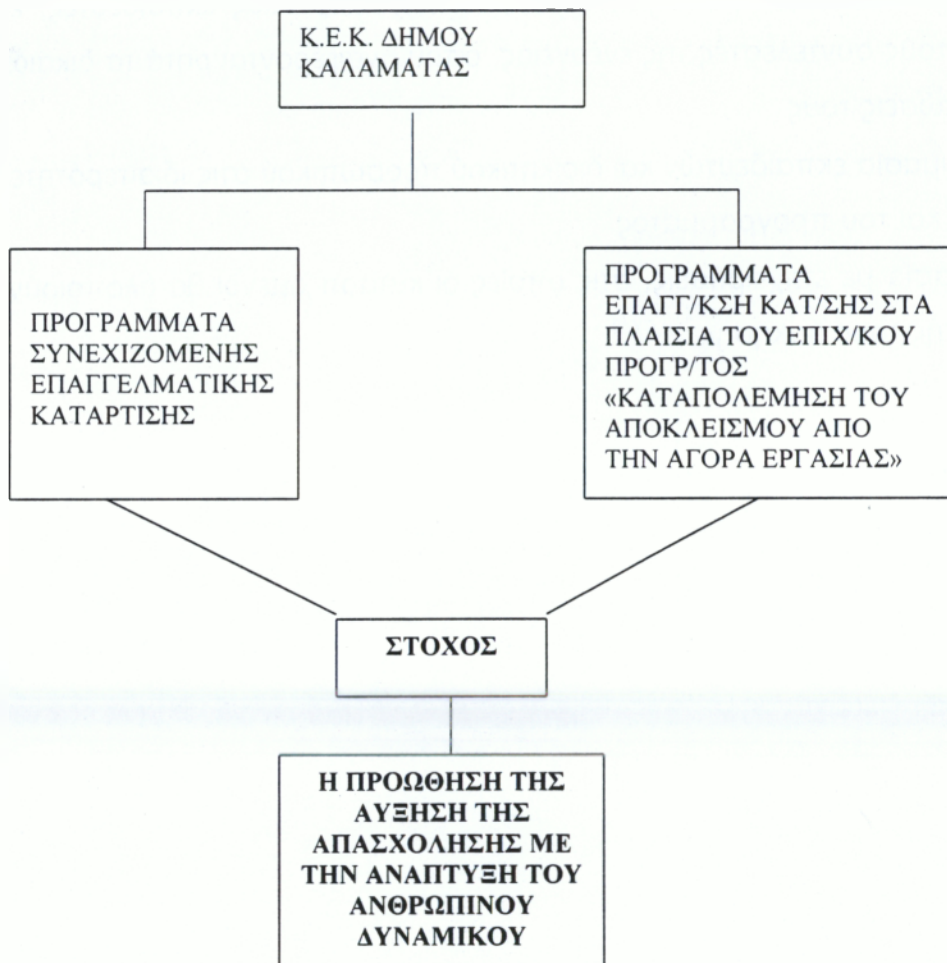 Κ.Ε.Κ. ΔΗΜΟΥ
ΚΑΛΑΜΑΤΑΣ
ΠΡΟΓΡΑΜΜΑΤΑ
ΣΥΝΕΧΙΖΟΜΕΝΗΣ
ΕΠΑΓΓΕΛΜΑΤΙΚΗΣ
ΚΑΤΑΡΤΙΣΗΣ
ΠΡΟΓΡΑΜΜΑΤΑ
ΕΠΑΓΓ/ΚΣΗ ΚΑΤ/ΣΗΣ ΣΤΑ
ΠΛΑΙΣΙΑ ΤΟΥ ΕΠΙΧ/ΚΟΥ
ΠΡΟΓΡ/ΤΟΣ
«ΚΑΤΑΠΟΛΕΜΗΣΗ ΤΟΥ
ΑΠΟΚΛΕΙΣΜΟΥ ΑΠΟ
ΤΗΝ ΑΓΟΡΑ ΕΡΓΑΣΙΑΣ»
ΣΤΟΧΟΣ
Η ΠΡΟΩΘΗΣΗ ΤΗΣ
ΑΥΞΗΣΗ ΤΗΣ
ΑΠΑΣΧΟΛΗΣΗΣ ΜΕ
ΤΗΝ ΑΝΑΠΤΥΞΗ ΤΟΥ
ΑΝΘΡΩΠΙΝΟΥ
ΔΥΝΑΜΙΚΟΥ